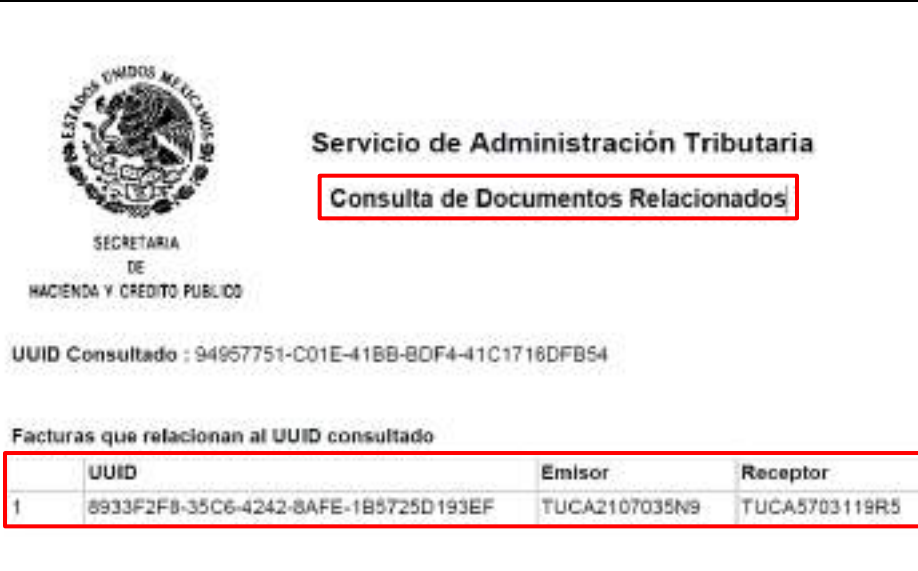 ESTADOS UNIDOS MEXICANOS
Servicio de Administración Tributaria
Consulta de Documentos Relacionados
SECRETARIA
DE
HACIENDA Y CREDITO PUBLICO
UUID Consultado : 94957751-C01E-41BB-BDF4-41C1716DFB54
Facturas que relacionan al UUID consultado
UUID Emisor Receptor
1 8933F2F8-35C6-4242-8AFE-1B5725D193EF TUCA2107035N9 TUCA5703119R5